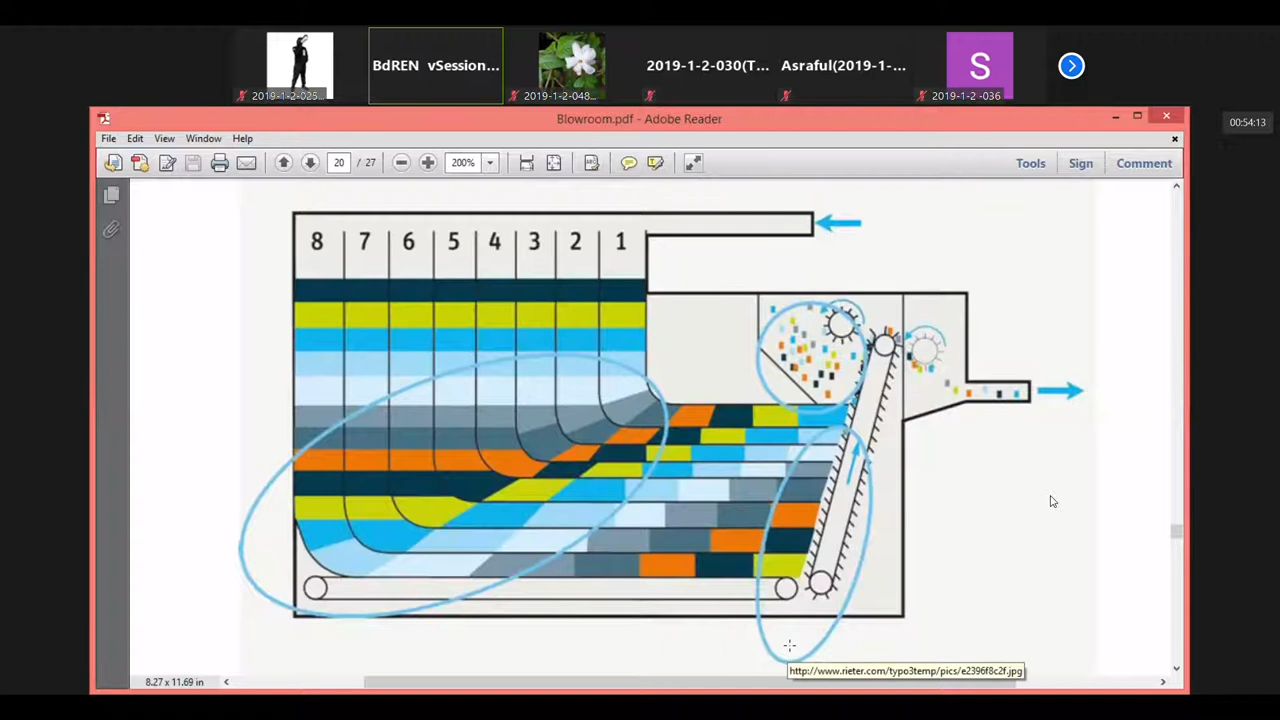 BdREN vSession...
2019-1-2-030(T...
Asraful(2019-1-...
S
2019-1-2-025...
2019-1-2-048...
2019-1-2 -036
00:54:13
Blowroom.pdf - Adobe Reader
File Edit View Window Help
20 / 27
200%
Tools Sign Comment
8 7 6 5 4 3 2 1
http://www.rieter.com/typo3temp/pics/e2396f8c2f.jpg
8.27 x 11.69 in